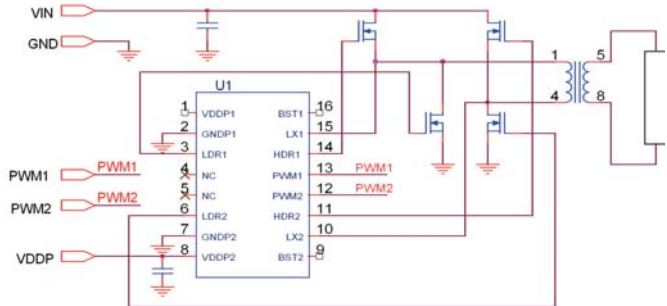 VIN
GND
U1
1 VDDP1 BST1 16
2 GNDP1 LX1 15
3 LDR1 HDR1 14
4 NC PWM1 13 PWM1
5 NC PWM2 12 PWM2
6 LDR2 HDR2 11
7 GNDP2 LX2 10
8 VDDP2 BST2 9
PWM1 PWM1
PWM2 PWM2
VDDP
1 5
4 8